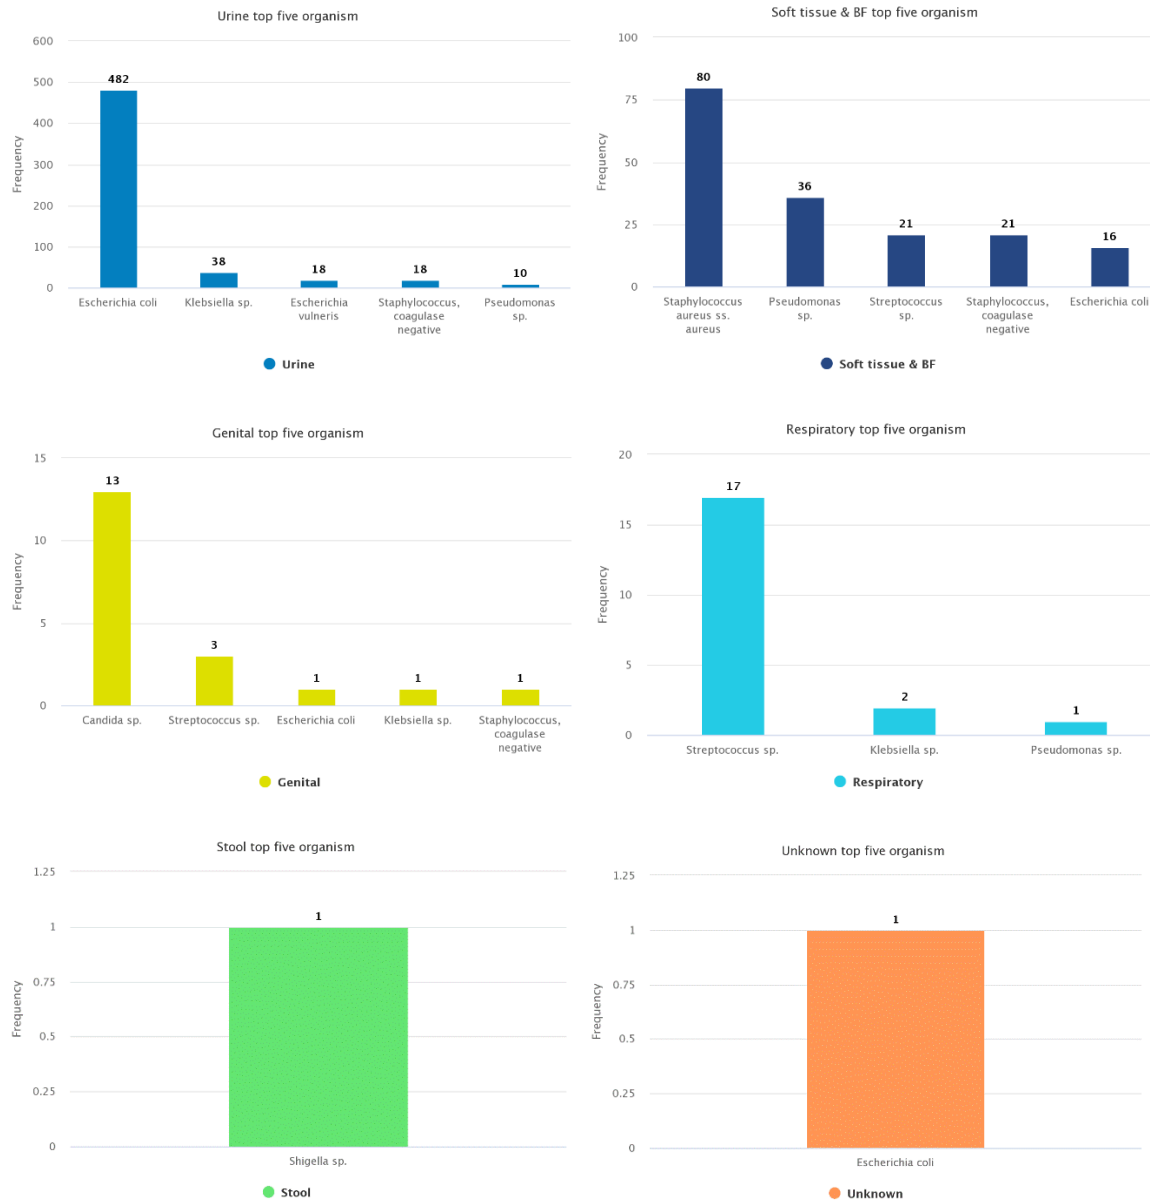 Urine top five organism
600
500
400
300
200
100
0
Frequency
482
38
18
18
10
Escherichia coli
Klebsiella sp.
Escherichia
vulneris
Staphylococcus,
coagulase
negative
Pseudomonas
sp.
Urine
Soft tissue & BF top five organism
100
75
50
25
0
Frequency
80
36
21
21
16
Staphylococcus
aureus ss.
aureus
Pseudomonas
sp.
Streptococcus
sp.
Staphylococcus,
coagulase
negative
Escherichia coli
Soft tissue & BF
Genital top five organism
15
10
5
0
Frequency
13
3
1
1
1
Candida sp.
Streptococcus sp.
Escherichia coli
Klebsiella sp.
Staphylococcus,
coagulase
negative
Genital
Respiratory top five organism
20
15
10
5
0
Frequency
17
2
1
Streptococcus sp.
Klebsiella sp.
Pseudomonas sp.
Respiratory
Stool top five organism
1.25
1
0.75
0.5
0.25
0
Frequency
1
Shigella sp.
Stool
Unknown top five organism
1.25
1
0.75
0.5
0.25
0
Frequency
1
Escherichia coli
Unknown